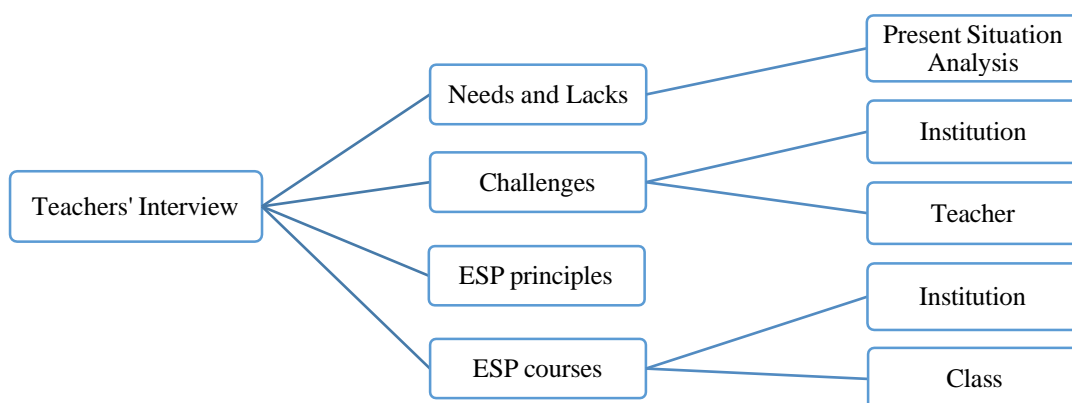 Teachers' Interview
Needs and Lacks
Present Situation
Analysis
Challenges
Institution
Teacher
ESP principles
ESP courses
Institution
Class